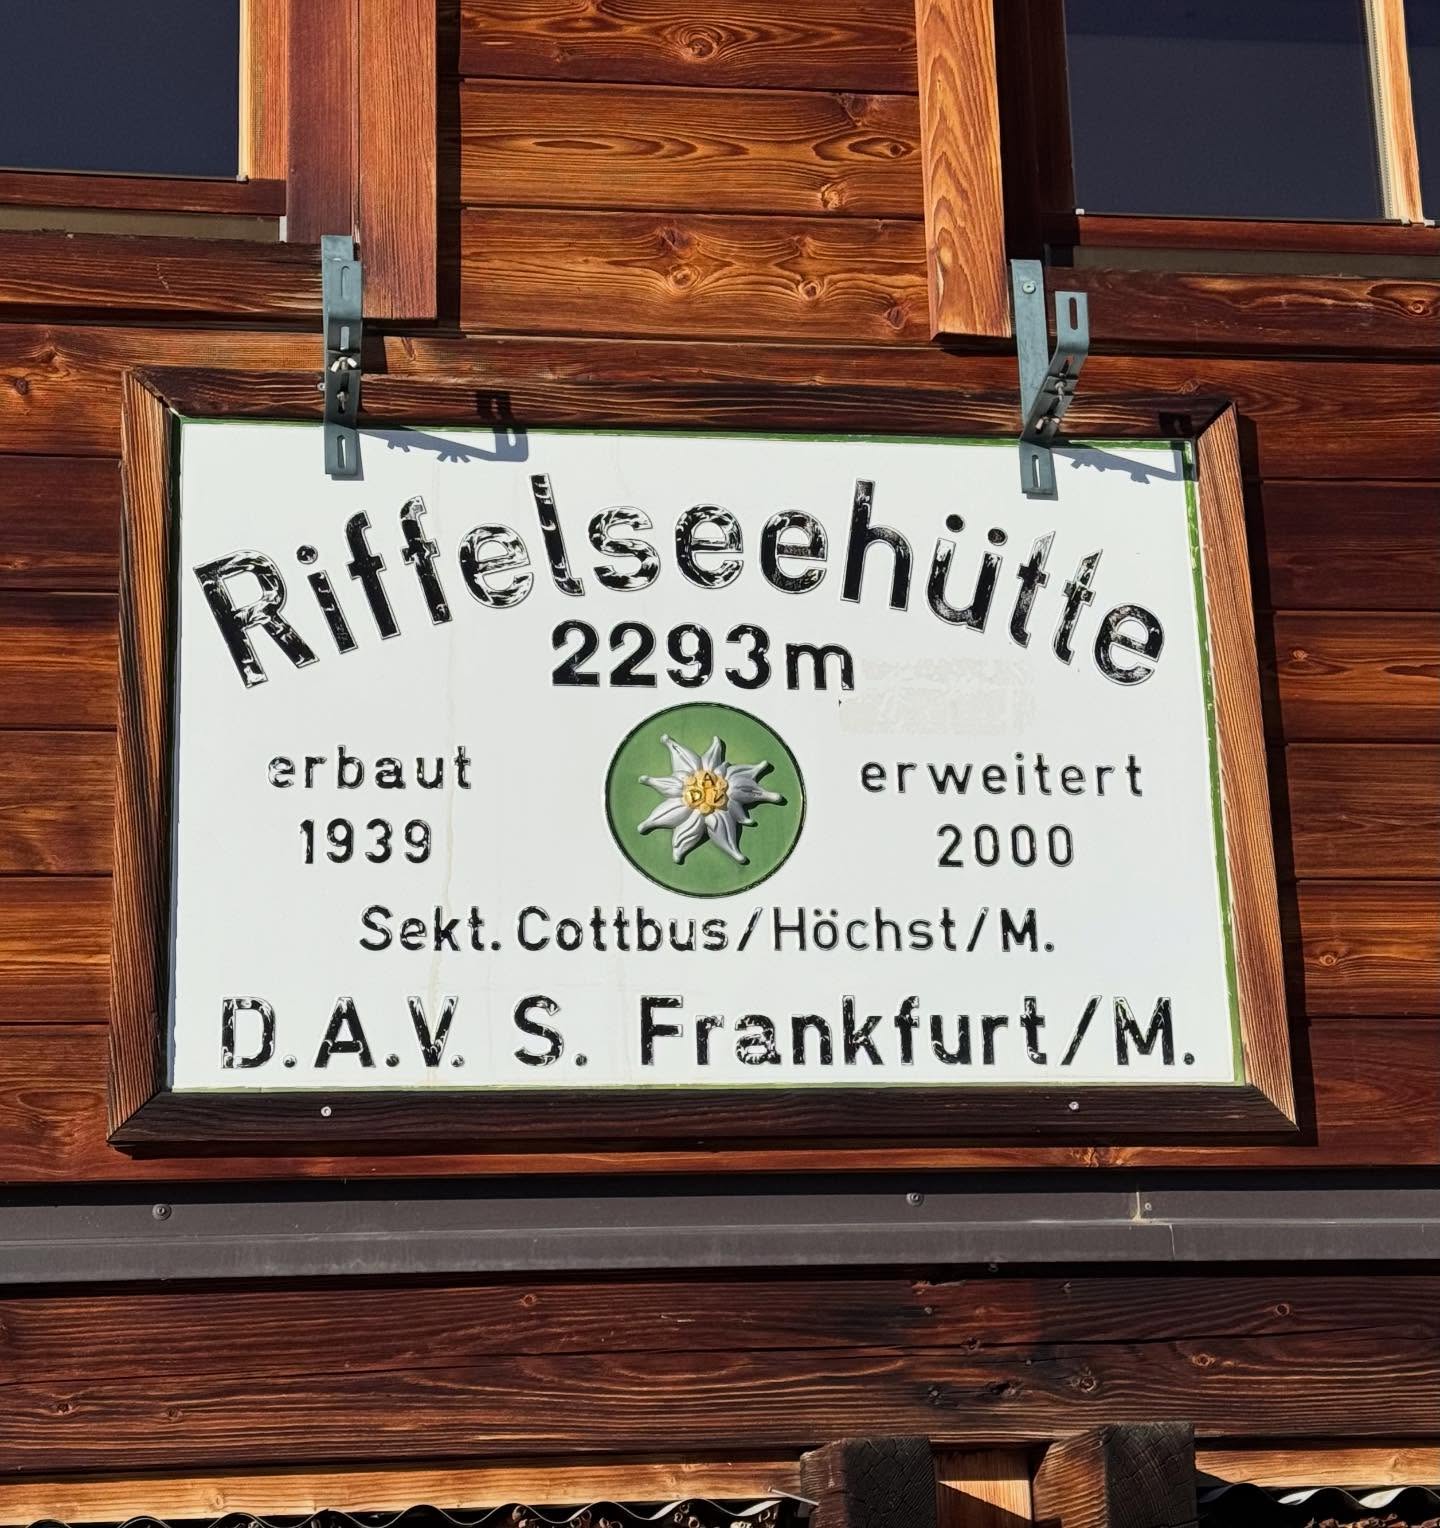 Riffelseehütte
2293m
erbaut
1939
erweitert
2000
Sekt. Cottbus/Höchst/M.
D.A.V. S. Frankfurt/M.